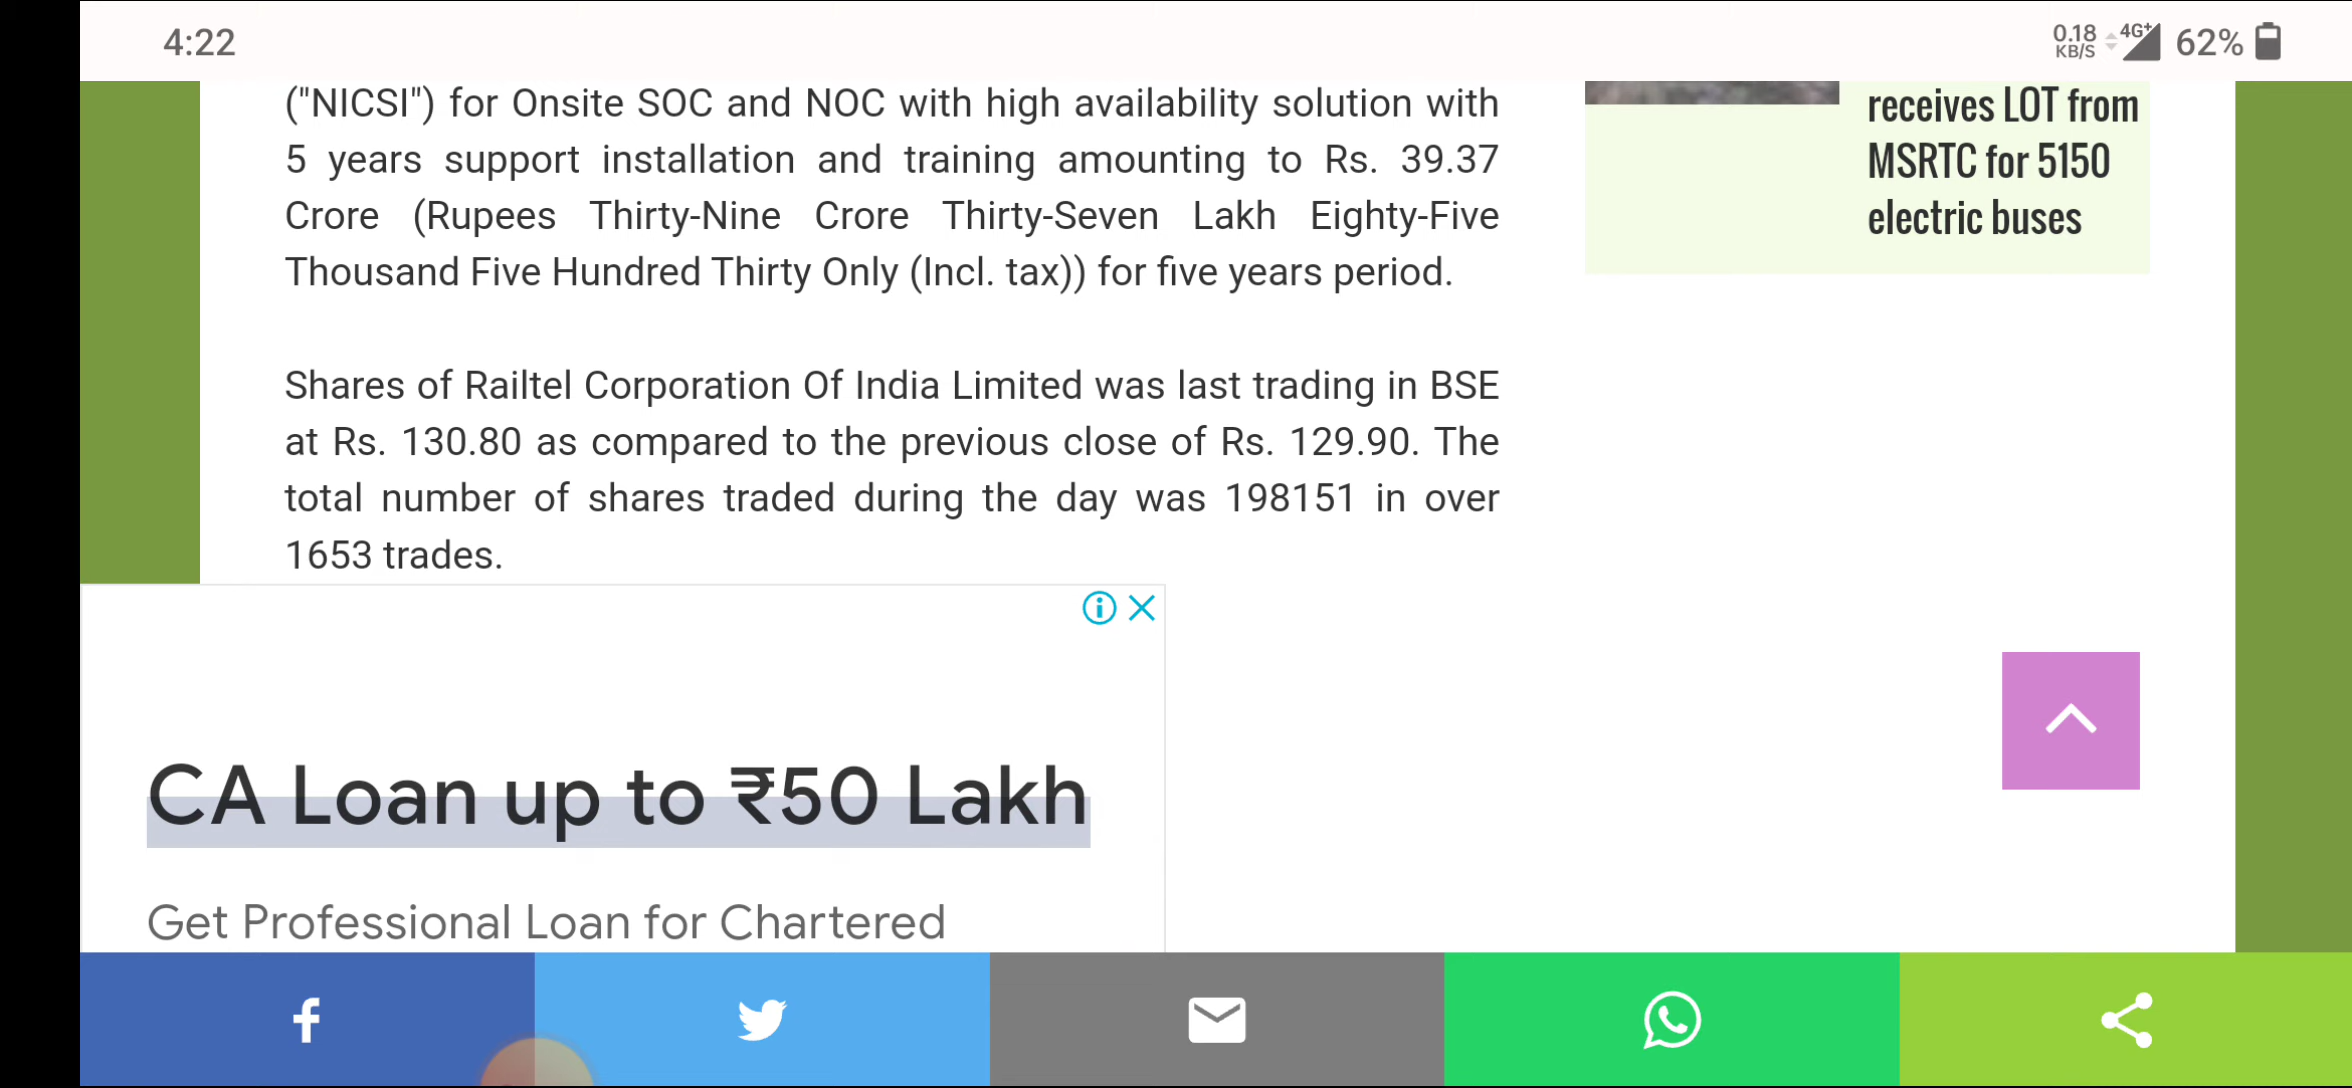 4:22
0.18
KB/S
4G+
62%
("NICSI") for Onsite SOC and NOC with high availability solution with
5 years support installation and training amounting to Rs. 39.37
Crore (Rupees Thirty-Nine Crore Thirty-Seven Lakh Eighty-Five
Thousand Five Hundred Thirty Only (Incl. tax)) for five years period.
Shares of Railtel Corporation Of India Limited was last trading in BSE
at Rs. 130.80 as compared to the previous close of Rs. 129.90. The
total number of shares traded during the day was 198151 in over
1653 trades.
receives LOT from
MSRTC for 5150
electric buses
CA Loan up to ₹50 Lakh
Get Professional Loan for Chartered